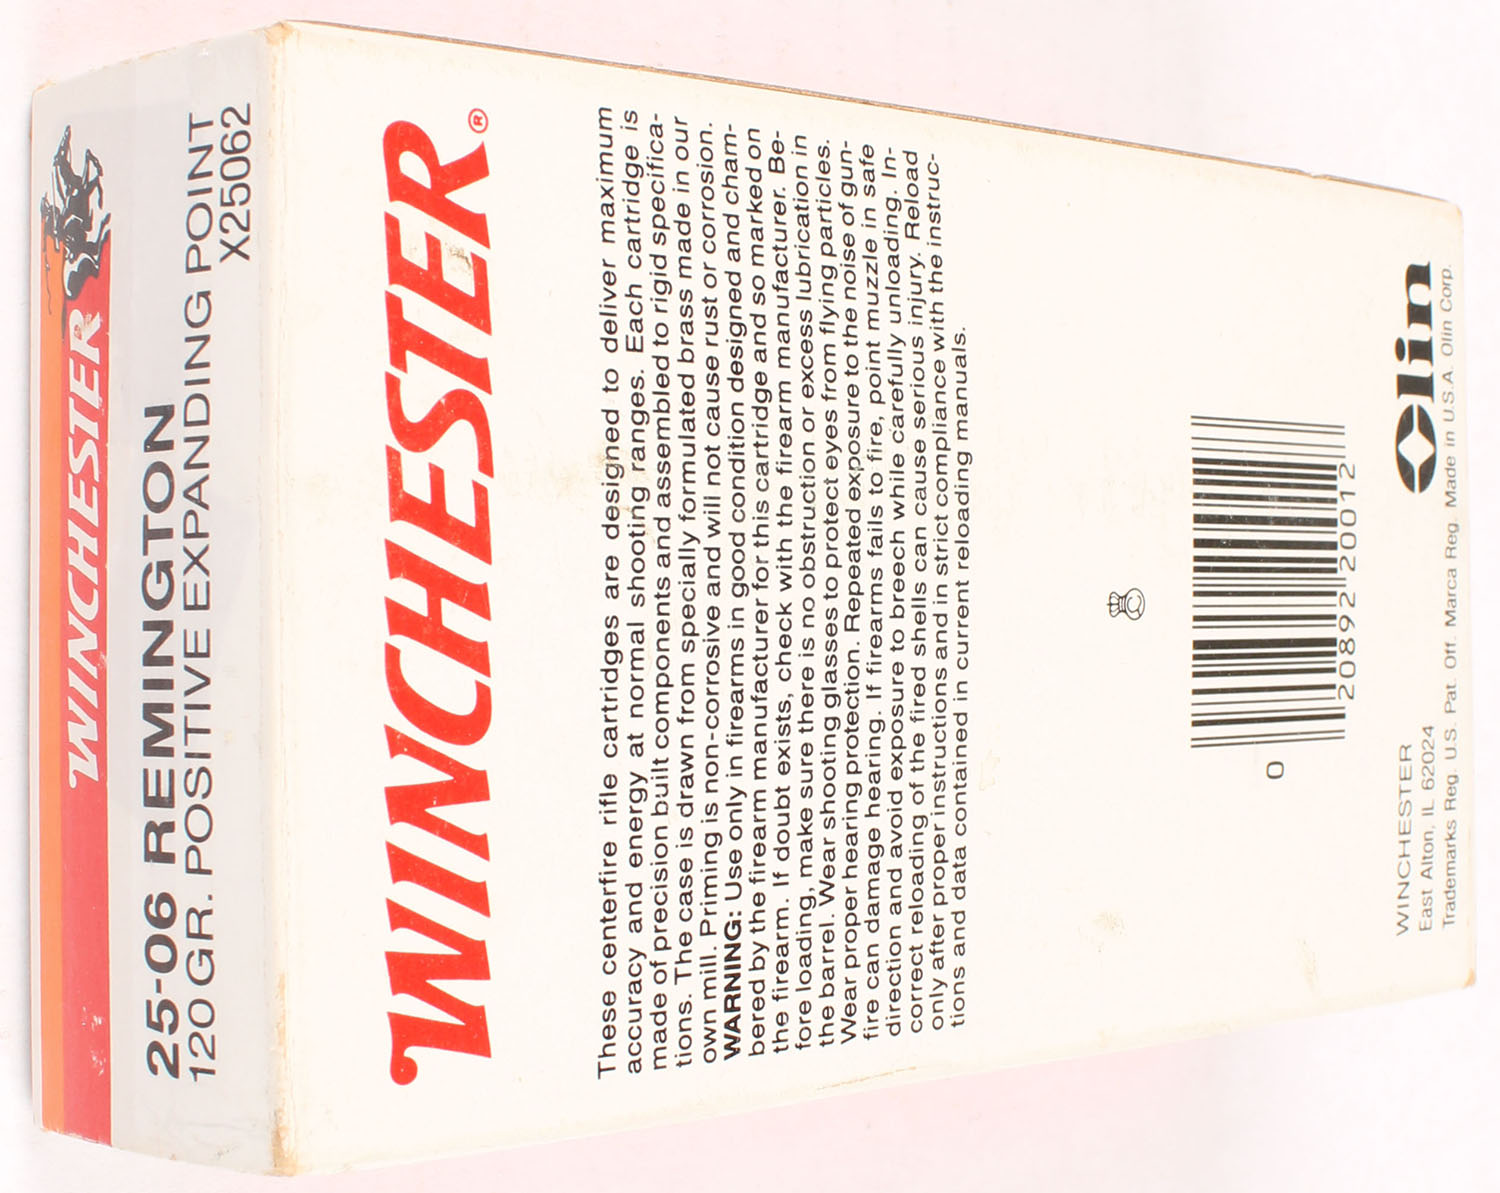 WINCHESTER
25-06 REMINGTON
120 GR. POSITIVE EXPANDING POINT
X25062
WINCHESTER®
These centerfire rifle cartridges are designed to deliver maximum
accuracy and energy at normal shooting ranges. Each cartridge is
made of precision built components and assembled to rigid specifica-
tions. The case is drawn from specially formulated brass made in our
own mill. Priming is non-corrosive and will not cause rust or corrosion.
WARNING: Use only in firearms in good condition designed and cham-
bered by the firearm manufacturer for this cartridge and so marked on
the firearm. If doubt exists, check with the firearm manufacturer. Be-
fore loading, make sure there is no obstruction or excess lubrication in
the barrel. Wear shooting glasses to protect eyes from flying particles.
Wear proper hearing protection. Repeated exposure to the noise of gun-
fire can damage hearing. If firearms fails to fire, point muzzle in safe
direction and avoid exposure to breech while carefully unloading. In-
correct reloading of the fired shells can cause serious injury. Reload
only after proper instructions and in strict compliance with the instruc-
tions and data contained in current reloading manuals.
C
0 20892 20012
Olin
WINCHESTER
East Alton, IL 62024
Trademarks Reg. U.S. Pat. Off. Marca Reg. Made in U.S.A. Olin Corp.